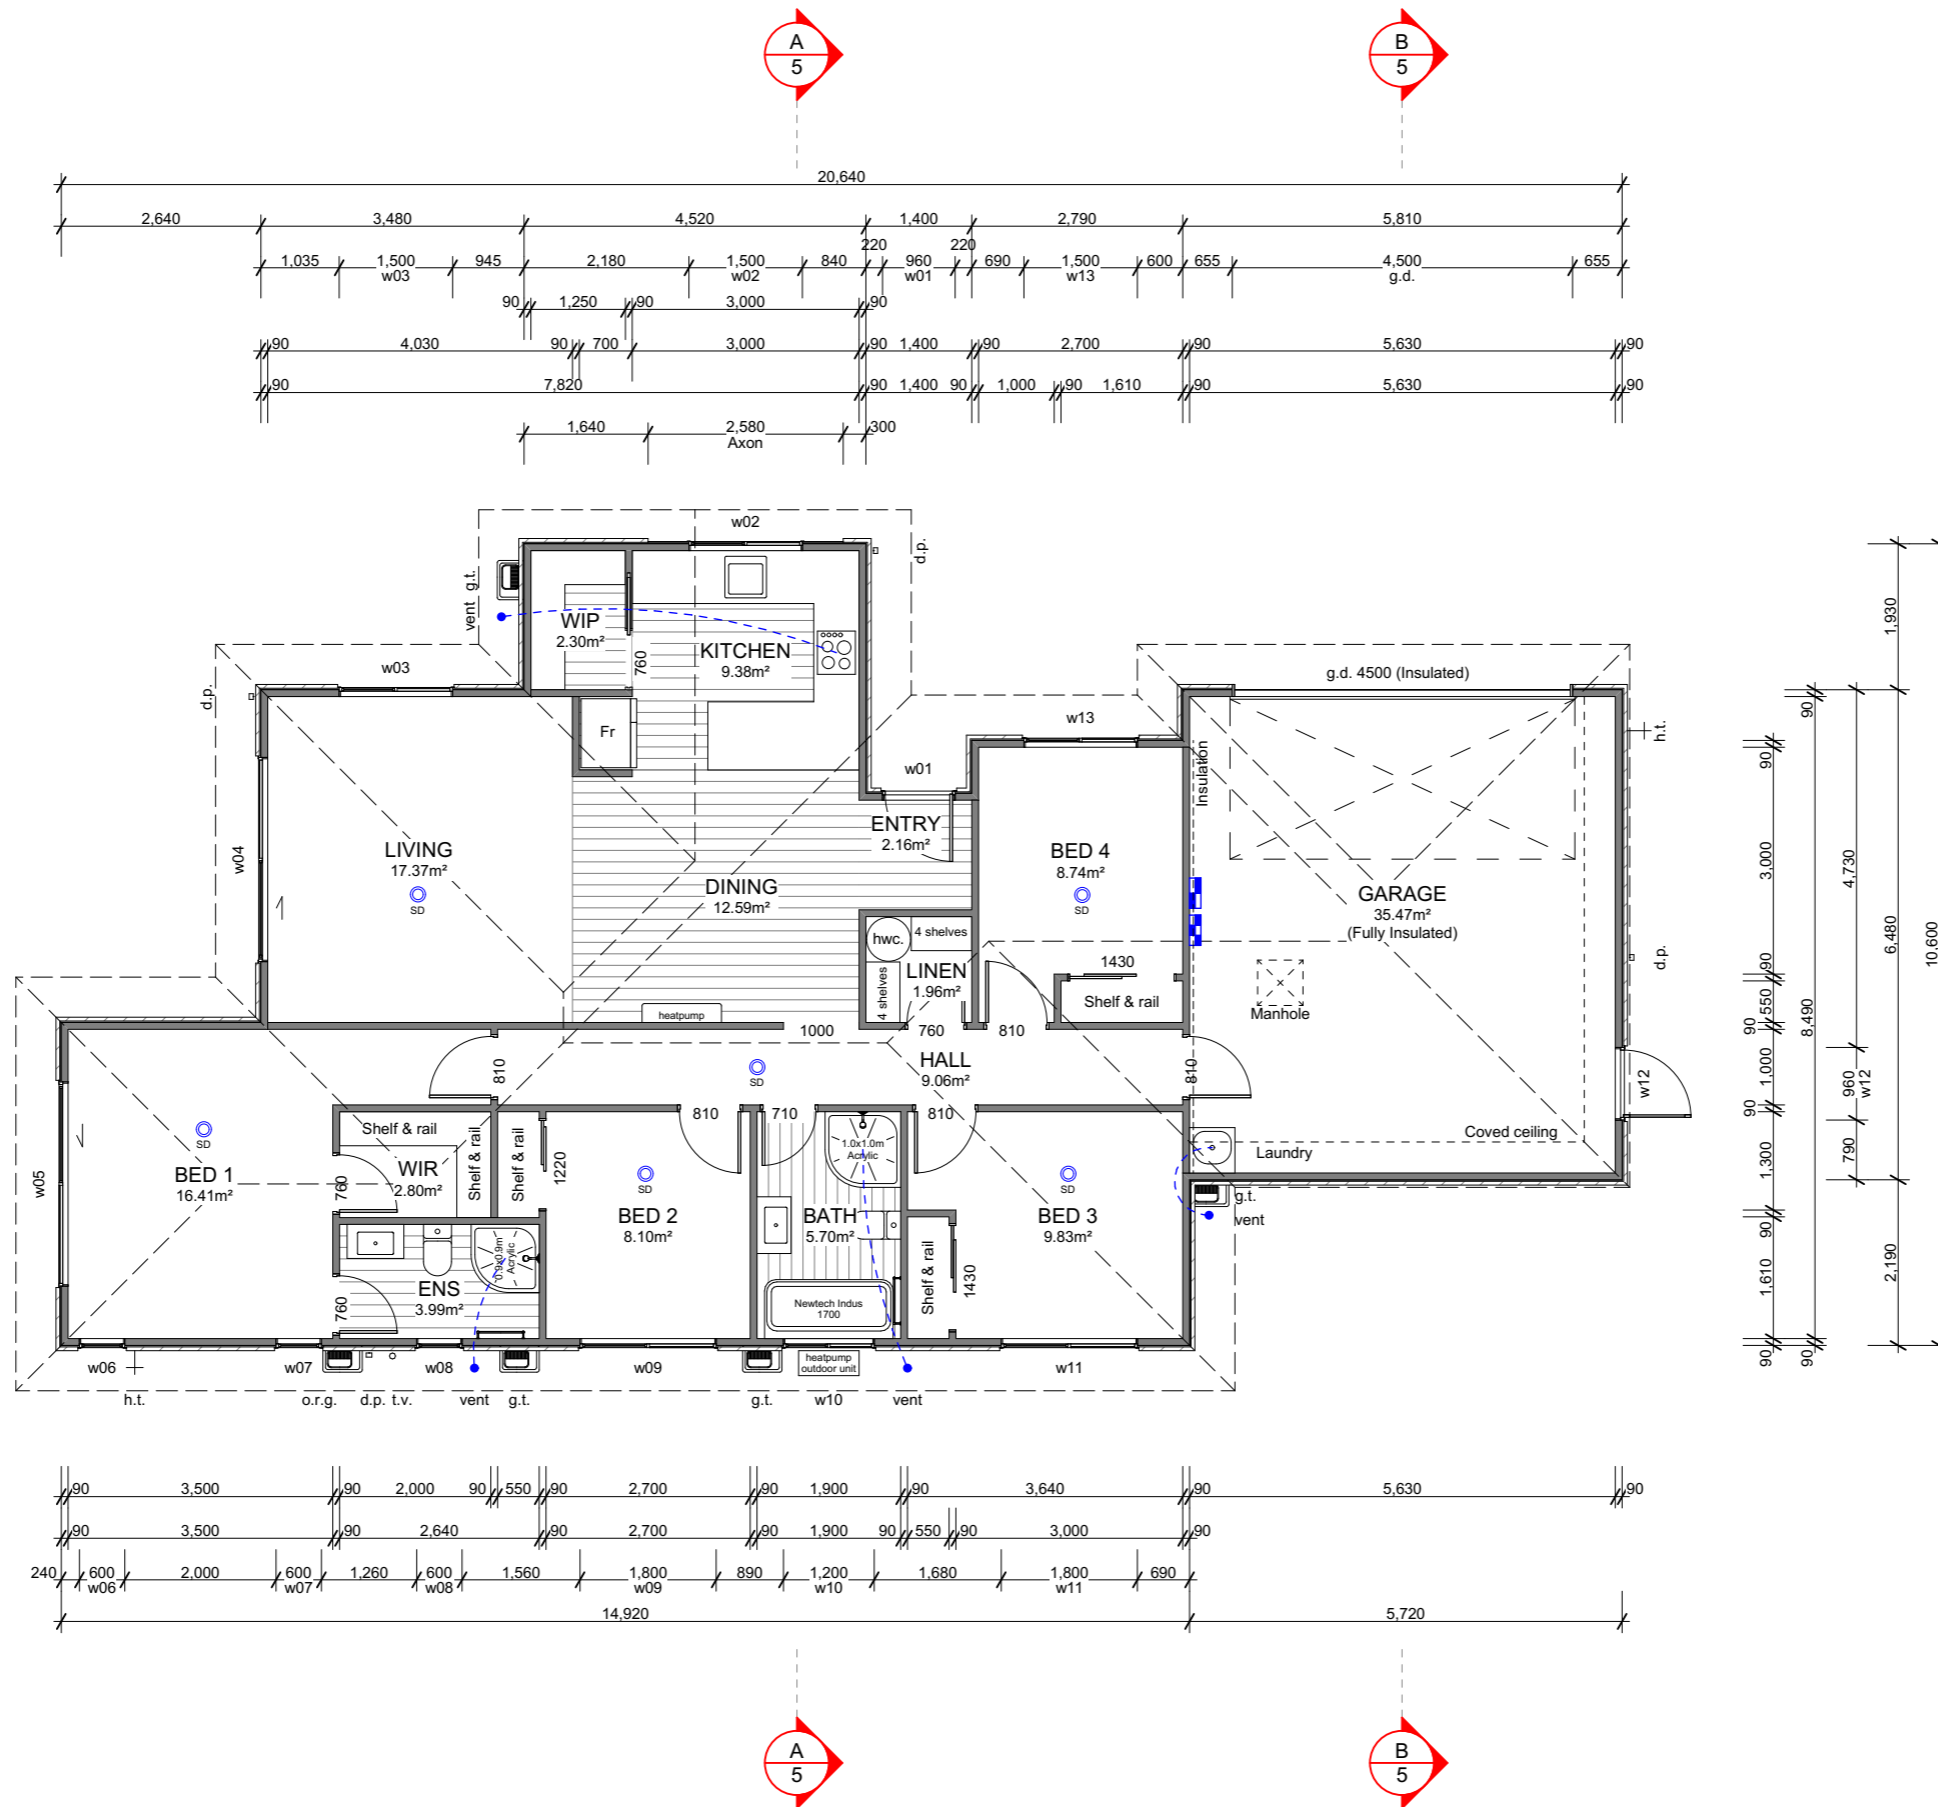 A
5
B
5
20,640
2,640 3,480 4,520 1,400 2,790 5,810
220 220
1,035 1,500 945 2,180 1,500 840 960 690 1,500 600 655 4,500 655
w03 w02 w01 w13 g.d.
90 1,250 90 3,000 90
90 4,030 90 700 3,000 90 1,400 90 2,700 90 5,630 90
90 7,820 90 1,400 90 1,000 90 1,610 90 5,630 90
1,640 2,580 300
Axon
w02
d.p.
vent g.t.
WIP
2.30m²
760
KITCHEN
9.38m²
w03
d.p.
Fr
w01
w13
g.d. 4500 (Insulated)
h.t.
Insulation
ENTRY
2.16m²
LIVING
17.37m²
SD
w04
DINING
12.59m²
BED 4
8.74m²
SD
GARAGE
35.47m²
(Fully Insulated)
d.p.
hwc.
4 shelves
4 shelves
LINEN
1.96m²
1430
Shelf & rail
Manhole
heatpump
1000
760
810
HALL
9.06m²
810
SD
810
w12
810
710
810
Shelf & rail
Shelf & rail
Shelf & rail
1220
1.0x1.0m
Acrylic
Coved ceiling
Laundry
SD
BED 1
16.41m²
w05
WIR
2.80m²
760
SD
BED 2
8.10m²
BATH
5.70m²
SD
BED 3
9.83m²
g.t.
vent
0.9x0.9m
Acrylic
ENS
3.99m²
760
Newtech Indus
1700
Shelf & rail
1430
w06 w07 w08 w09 heatpump
outdoor unit w11
h.t. o.r.g. d.p. t.v. vent g.t. g.t. w10 vent
1,930
6,480
2,190
10,600
90
8,490
90
4,730
960
w12
790
90
3,000
90
550
90
1,000
90
1,300
90
1,610
90
90 3,500 90 2,000 90 550 90 2,700 90 1,900 90 3,640 90 5,630 90
90 3,500 90 2,640 90 2,700 90 1,900 90 550 90 3,000 90
240 600 2,000 600 1,260 600 1,560 1,800 890 1,200 1,680 1,800 690
w06 w07 w08 w09 w10 w11
14,920 5,720
A
5
B
5